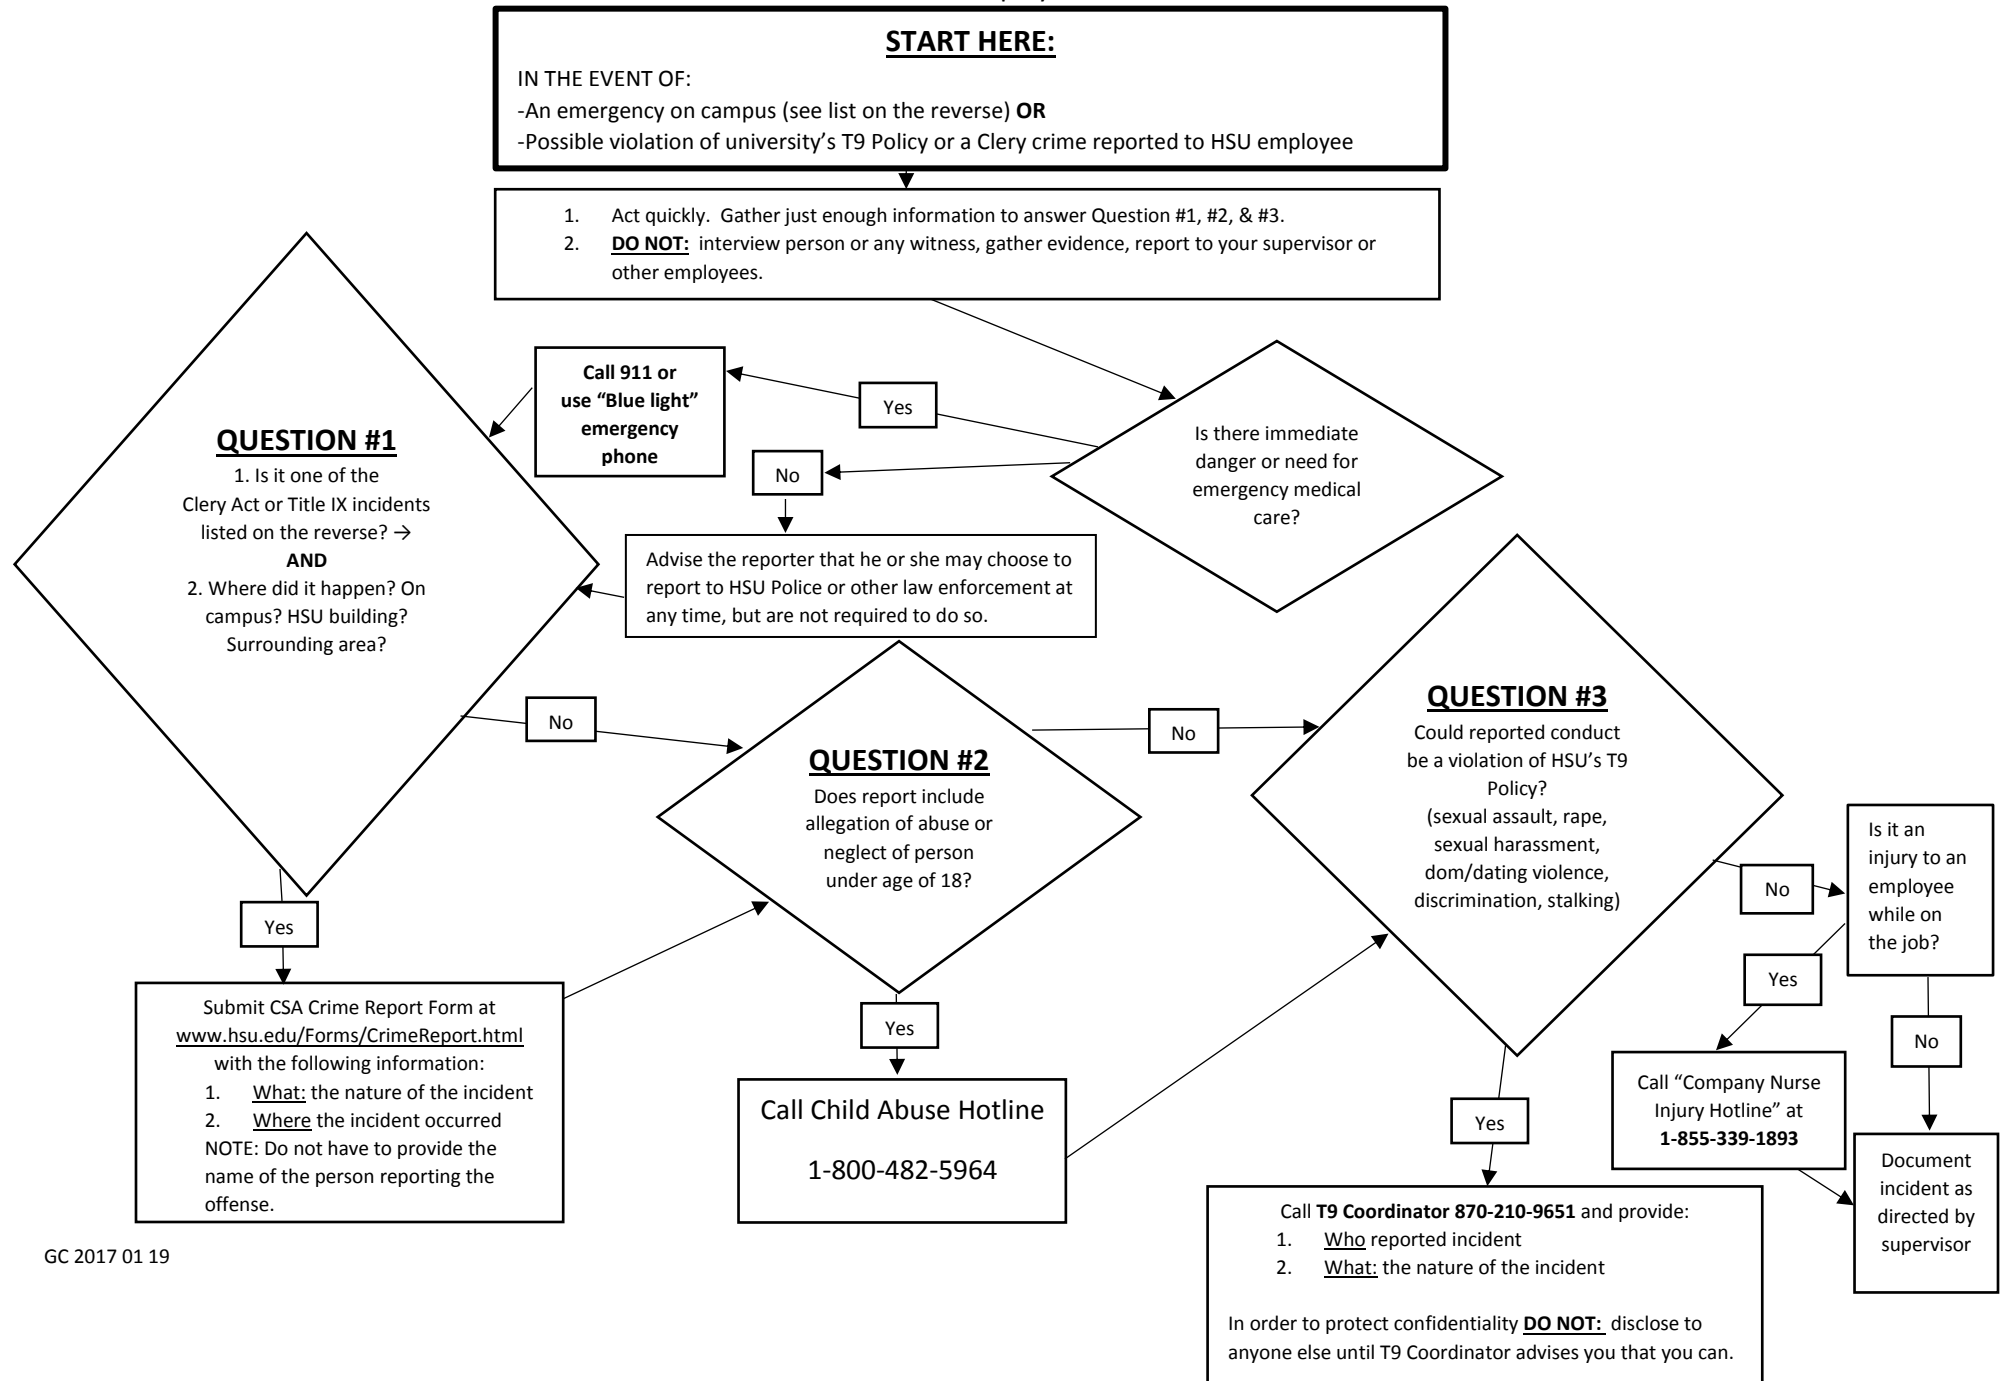 START HERE:
IN THE EVENT OF:
-An emergency on campus (see list on the reverse) OR
-Possible violation of university's T9 Policy or a Clery crime reported to HSU employee
1. Act quickly. Gather just enough information to answer Question #1, #2, & #3.
2. DO NOT: interview person or any witness, gather evidence, report to your supervisor or
other employees.
Is there immediate
danger or need for
emergency medical
care?
Yes
Call 911 or
use “Blue light”
emergency
phone
No
Advise the reporter that he or she may choose to
report to HSU Police or other law enforcement at
any time, but are not required to do so.
QUESTION #1
1. Is it one of the
Clery Act or Title IX incidents
listed on the reverse? →
AND
2. Where did it happen? On
campus? HSU building?
Surrounding area?
No
Yes
Submit CSA Crime Report Form at
www.hsu.edu/Forms/CrimeReport.html
with the following information:
1. What: the nature of the incident
2. Where the incident occurred
NOTE: Do not have to provide the
name of the person reporting the
offense.
QUESTION #2
Does report include
allegation of abuse or
neglect of person
under age of 18?
No
Yes
Call Child Abuse Hotline
1-800-482-5964
QUESTION #3
Could reported conduct
be a violation of HSU's T9
Policy?
(sexual assault, rape,
sexual harassment,
dom/dating violence,
discrimination, stalking)
No
Yes
Call T9 Coordinator 870-210-9651 and provide:
1. Who reported incident
2. What: the nature of the incident
In order to protect confidentiality DO NOT: disclose to
anyone else until T9 Coordinator advises you that you can.
Is it an
injury to an
employee
while on
the job?
Yes
Call “Company Nurse
Injury Hotline” at
1-855-339-1893
No
Document
incident as
directed by
supervisor
GC 2017 01 19